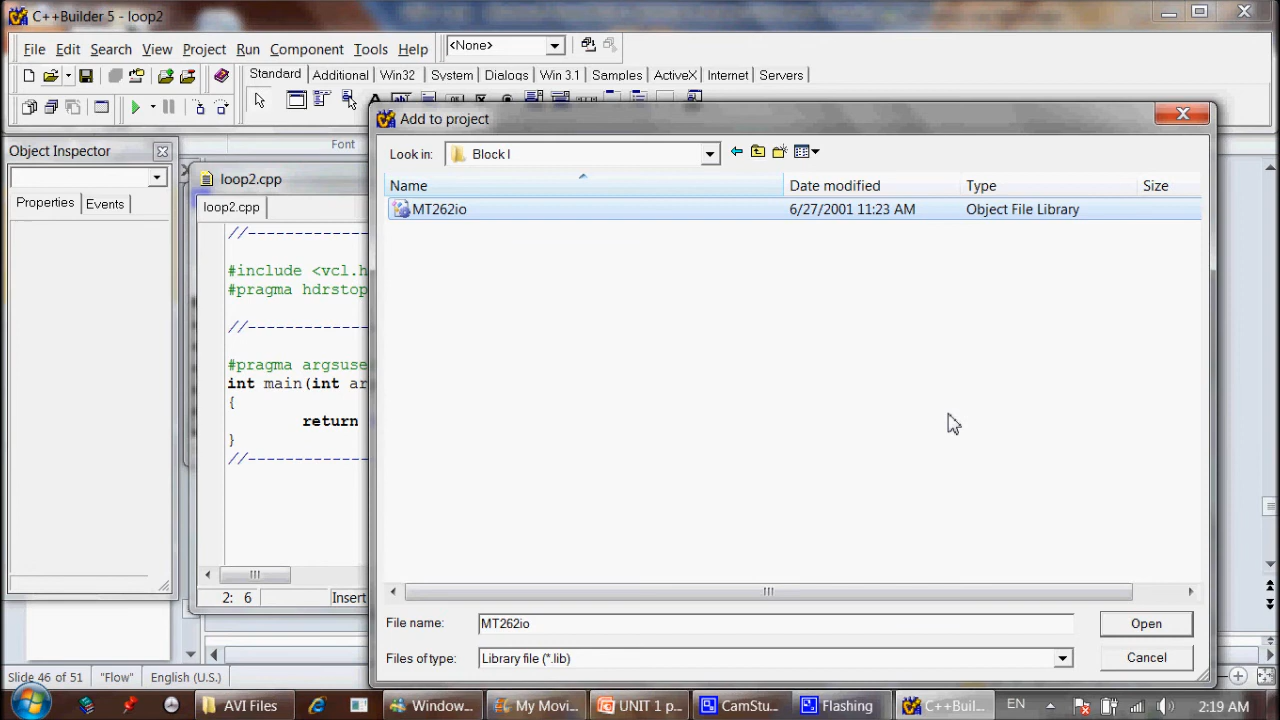 C++Builder 5 - loop2
File Edit Search View Project Run Component Tools Help <None>
Standard Additional Win32 System Dialogs Win 3.1 Samples ActiveX Internet Servers
Add to project
Font
Object Inspector
Look in: Block I
loop2.cpp
Name Date modified Type Size
Properties Events
loop2.cpp
MT262io 6/27/2001 11:23 AM Object File Library
//-------------
#include <vcl.h
#pragma hdrstop
//-------------
#pragma argsuse
int main(int ar
{
return
}
//-------------
2: 6 Insert
File name: MT262io Open
Files of type: Library file (*.lib) Cancel
Slide 46 of 51 "Flow" English (U.S.)
AVI Files Window... My Movi... UNIT 1 p... CamStu... Flashing C++Buil... EN 2:19 AM